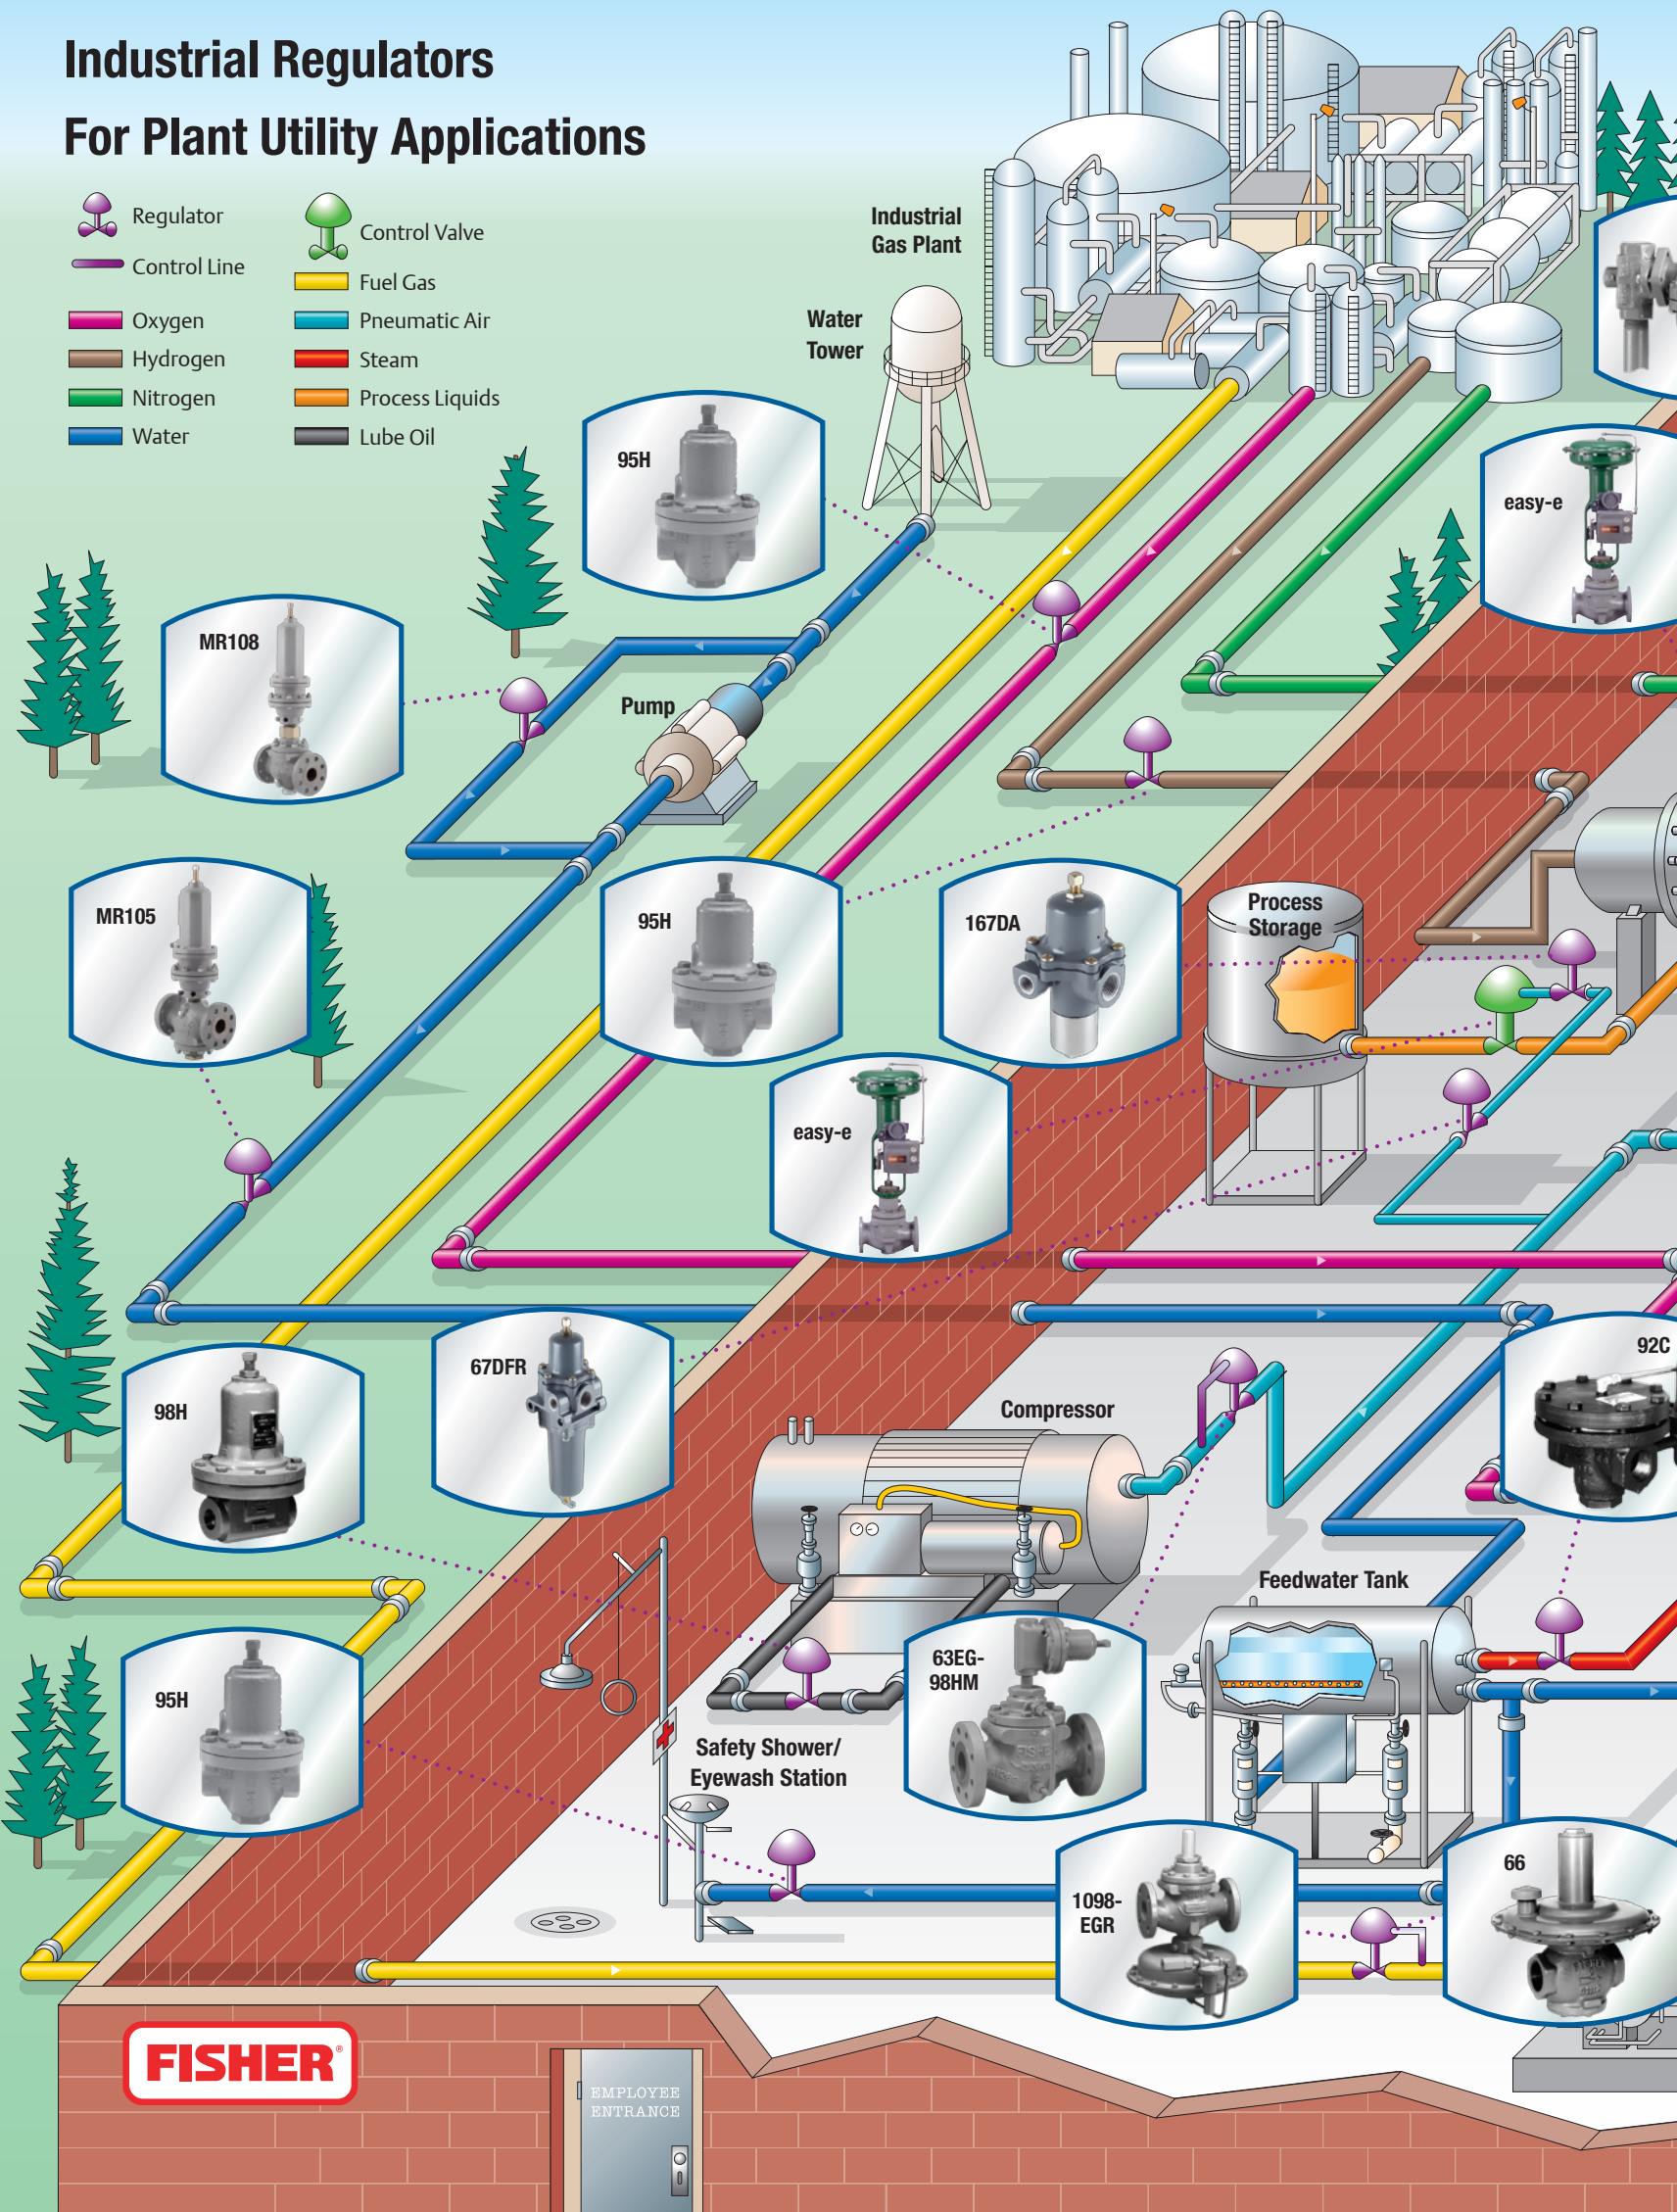 Industrial Regulators
For Plant Utility Applications
Regulator
Control Line
Oxygen
Hydrogen
Nitrogen
Water
Control Valve
Fuel Gas
Pneumatic Air
Steam
Process Liquids
Lube Oil
Industrial
Gas Plant
Water
Tower
95H
easy-e
MR108
Pump
MR105
95H
167DA
Process
Storage
easy-e
67DFR
98H
92C
Compressor
Feedwater Tank
63EG-
98HM
95H
Safety Shower/
Eyewash Station
1098-
EGR
66
FISHER®
EMPLOYEE
ENTRANCE